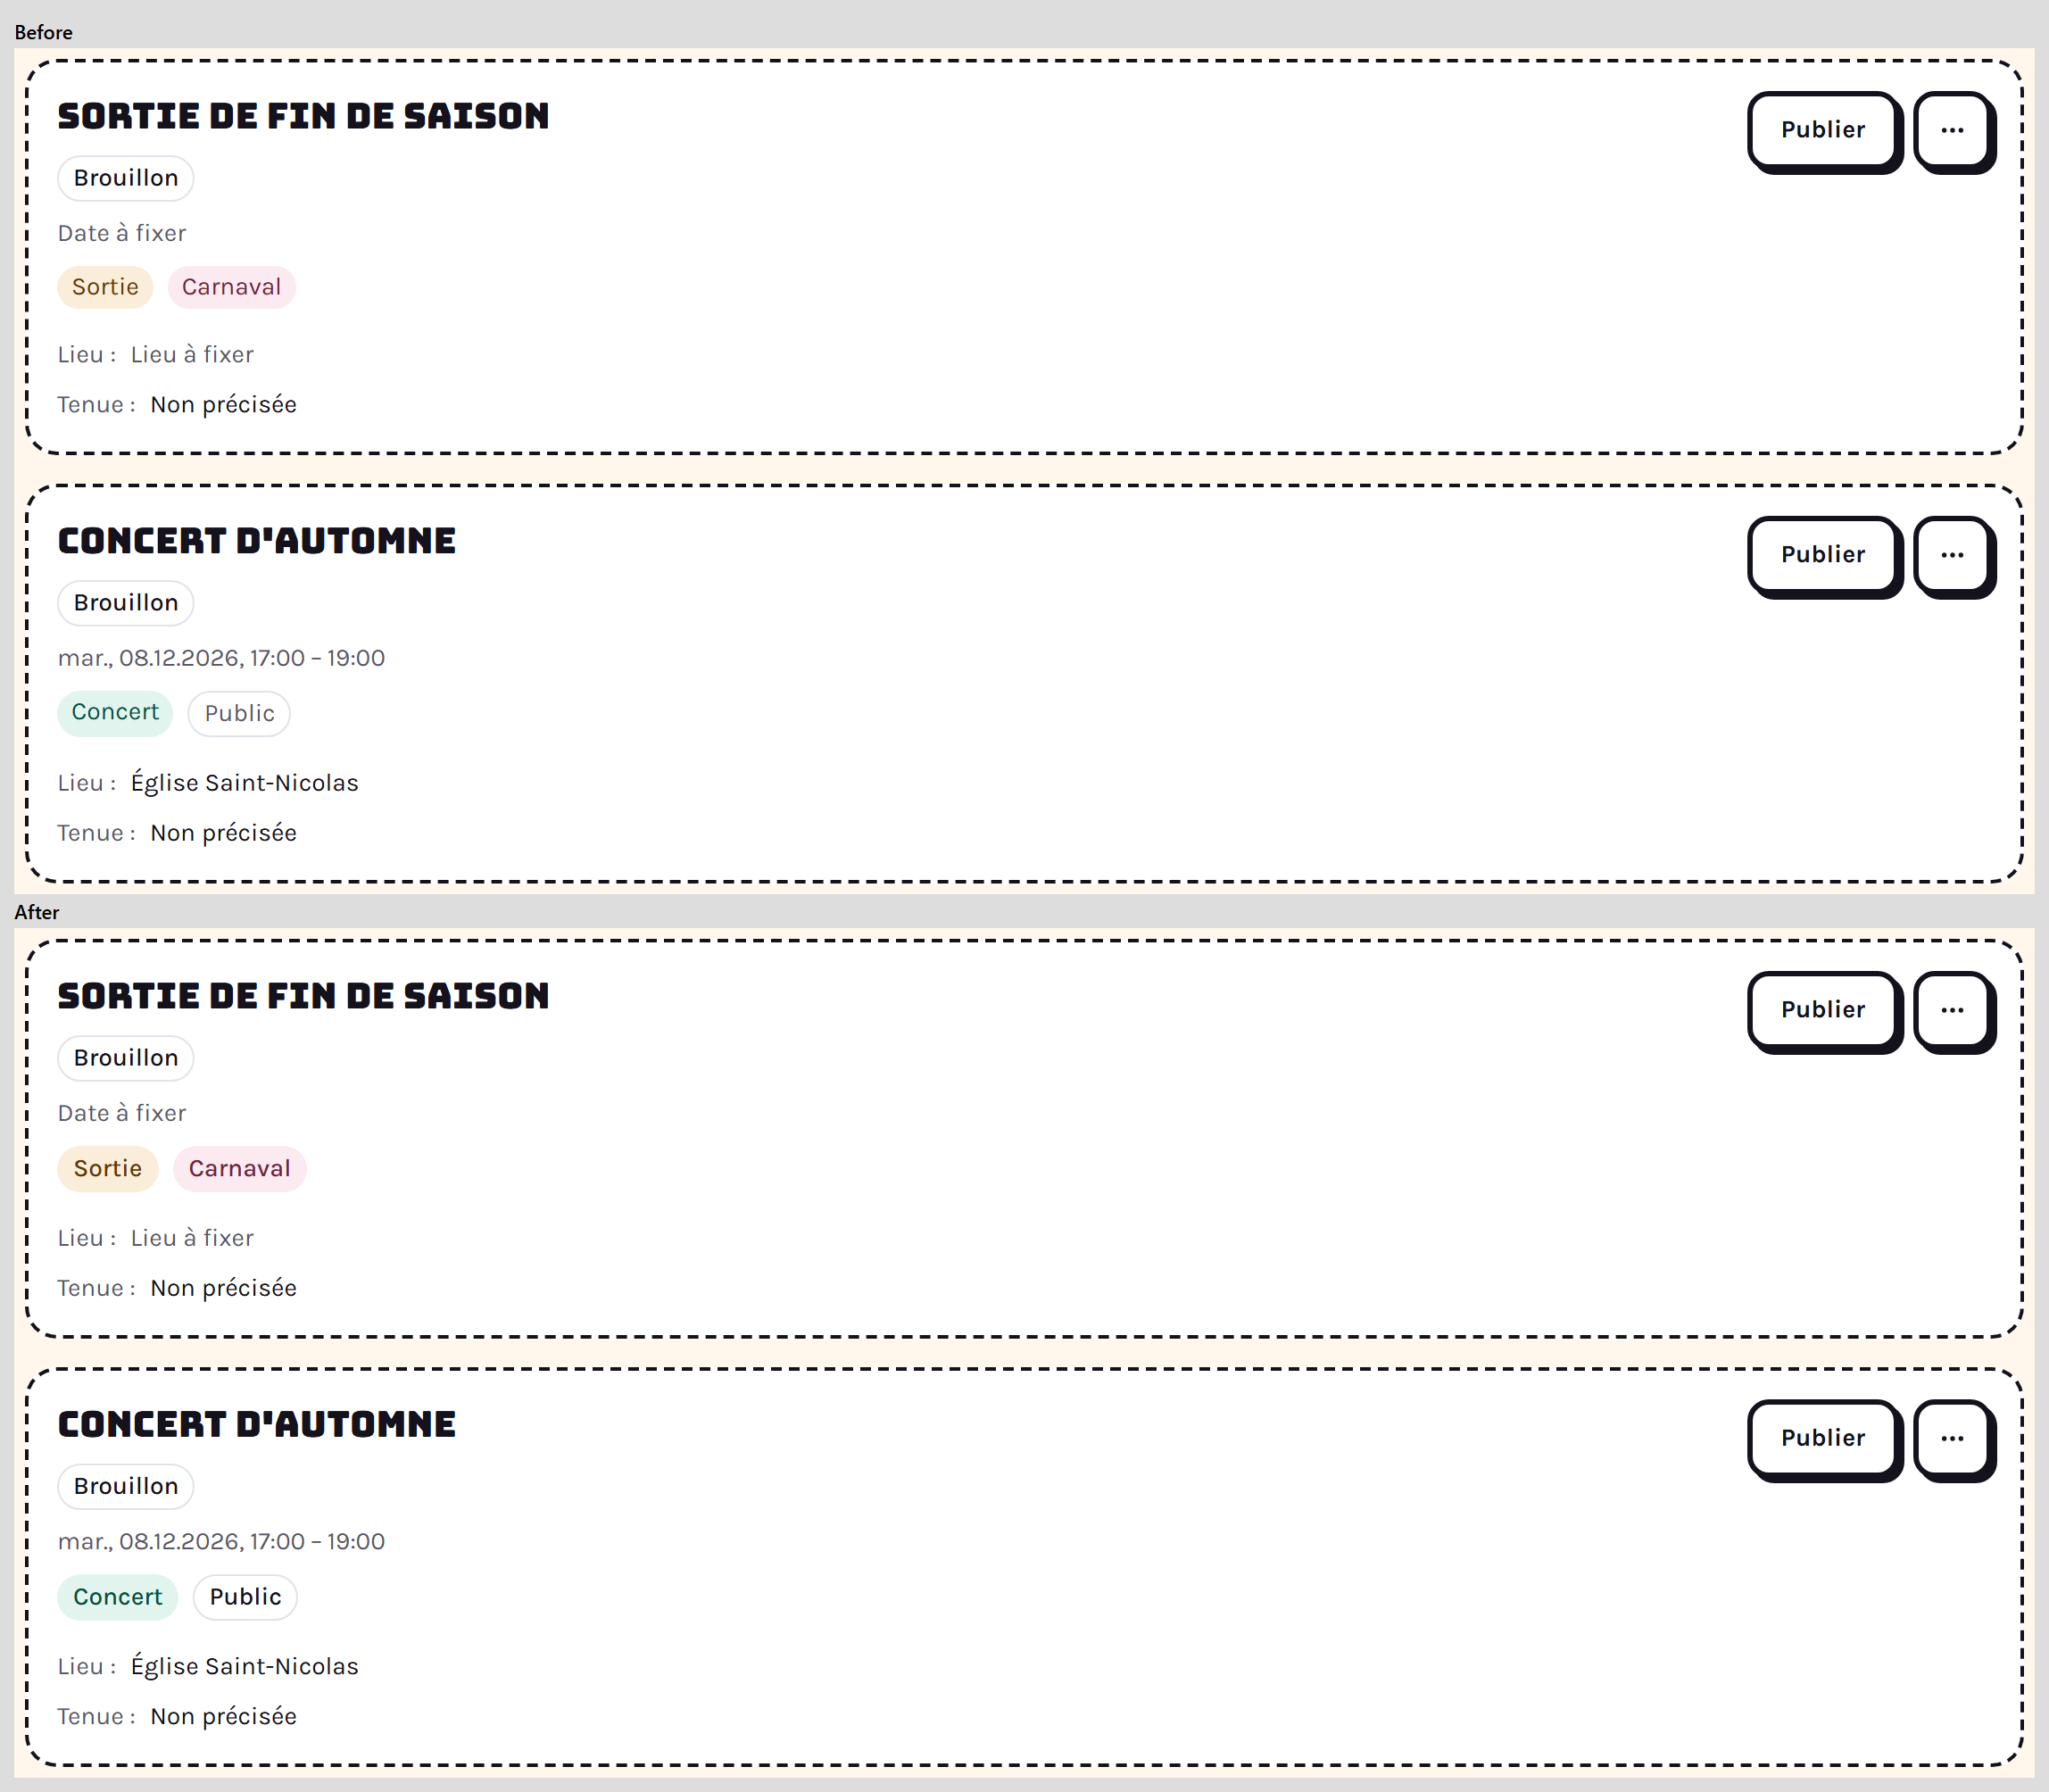 Before
SORTIE DE FIN DE SAISON
Publier
...
Brouillon
Date à fixer
Sortie Carnaval
Lieu : Lieu à fixer
Tenue : Non précisée
CONCERT D'AUTOMNE
Publier
...
Brouillon
mar., 08.12.2026, 17:00 – 19:00
Concert Public
Lieu : Église Saint-Nicolas
Tenue : Non précisée
After
SORTIE DE FIN DE SAISON
Publier
...
Brouillon
Date à fixer
Sortie Carnaval
Lieu : Lieu à fixer
Tenue : Non précisée
CONCERT D'AUTOMNE
Publier
...
Brouillon
mar., 08.12.2026, 17:00 – 19:00
Concert Public
Lieu : Église Saint-Nicolas
Tenue : Non précisée